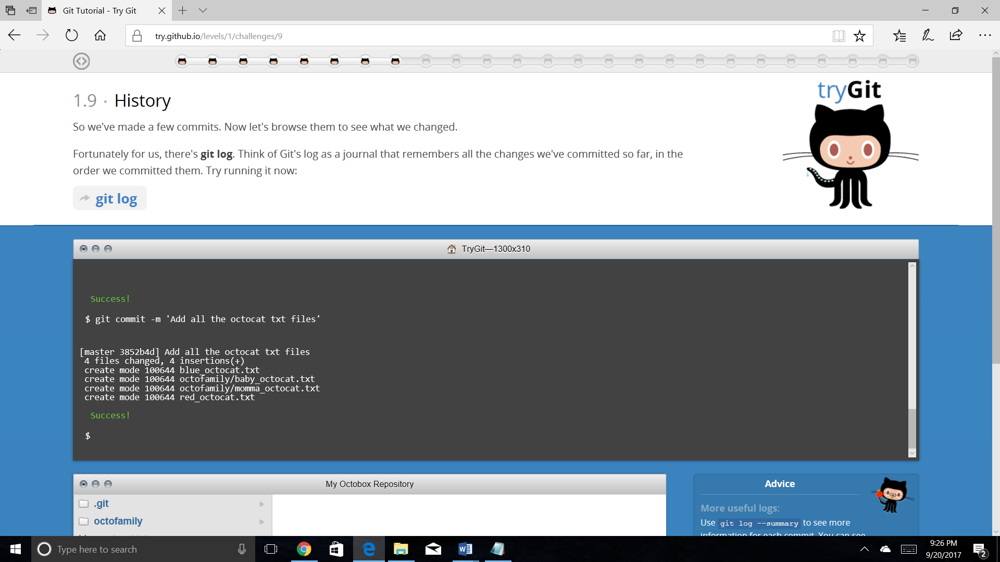 Git Tutorial - Try Git
try.github.io/levels/1/challenges/9
tryGit
1.9 · History
So we've made a few commits. Now let's browse them to see what we changed.
Fortunately for us, there's git log. Think of Git's log as a journal that remembers all the changes we've committed so far, in the
order we committed them. Try running it now:
git log
TryGit—1300x310
Success!
$ git commit -m 'Add all the octocat txt files'
[master 3852b4d] Add all the octocat txt files
4 files changed, 4 insertions(+)
create mode 100644 blue_octocat.txt
create mode 100644 octofamily/baby_octocat.txt
create mode 100644 octofamily/momma_octocat.txt
create mode 100644 red_octocat.txt
Success!
$
My Octobox Repository
.git
octofamily
Advice
More useful logs:
Use git log --summary to see more
information for each commit. You can see
Type here to search
9:26 PM
9/20/2017
2